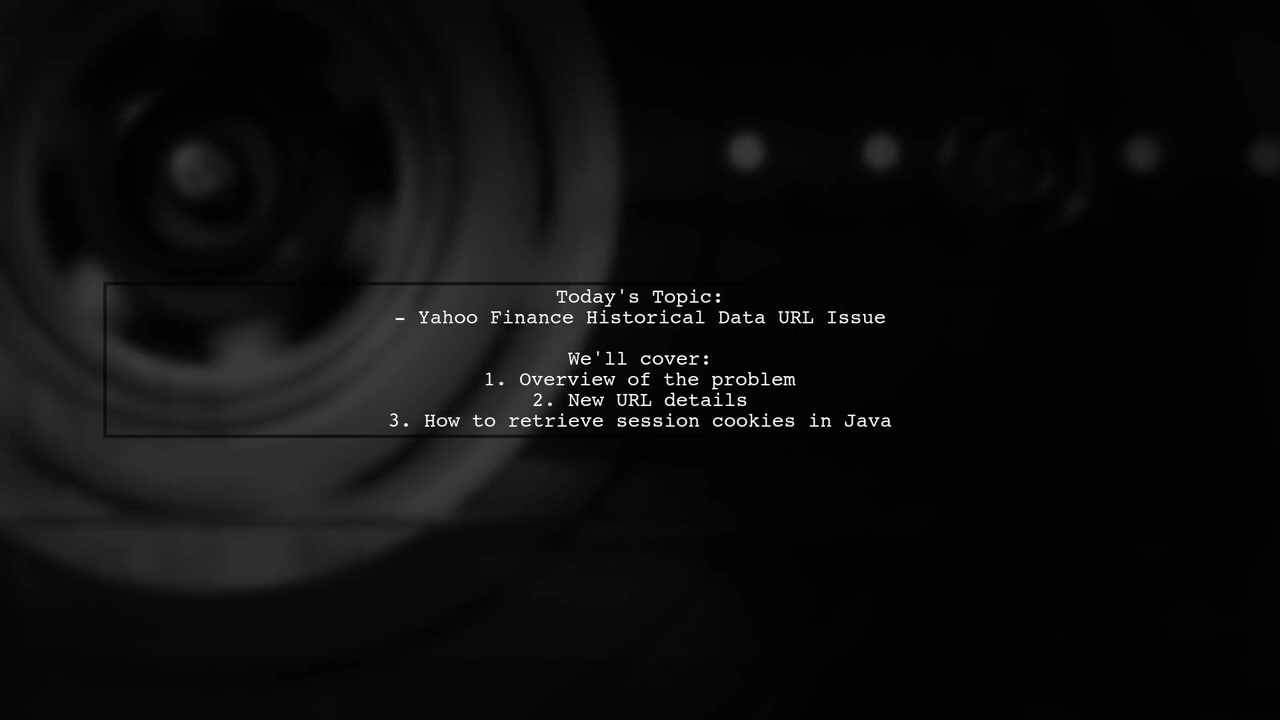 Today's Topic:
– Yahoo Finance Historical Data URL Issue
We'll cover:
1. Overview of the problem
2. New URL details
3. How to retrieve session cookies in Java